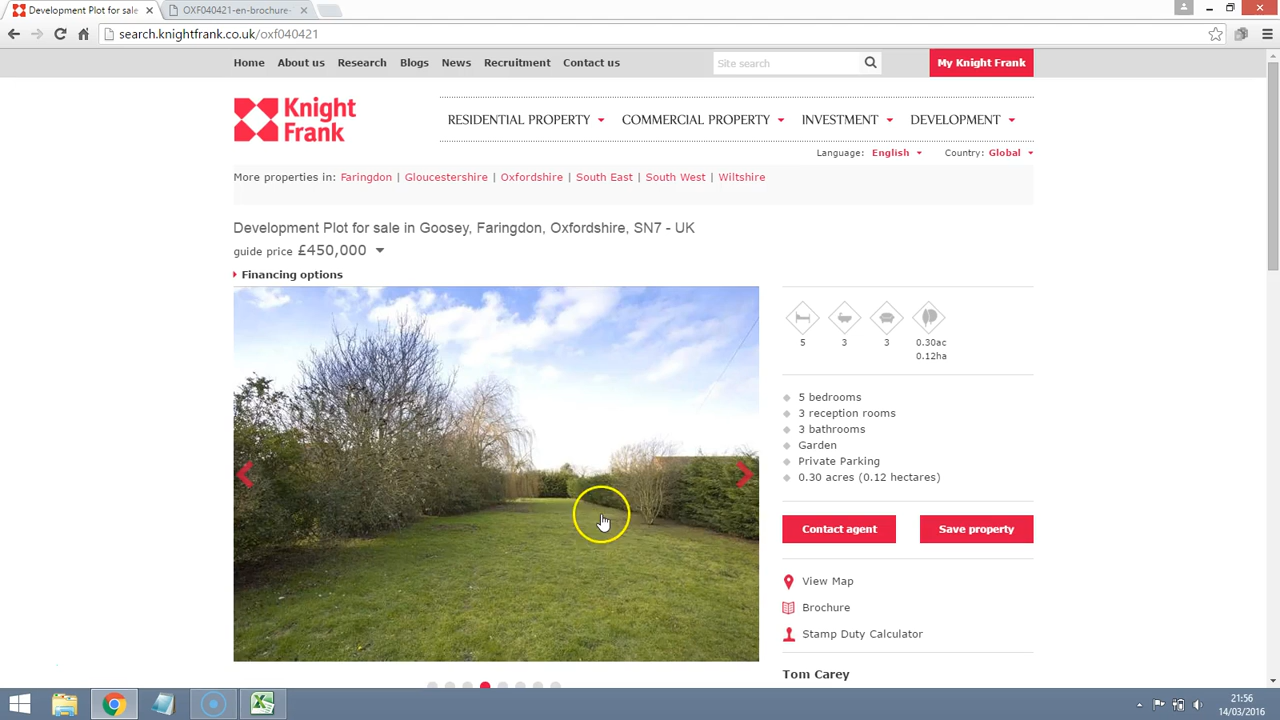 Development Plot for sale
OXF040421-en-brochure-
search.knightfrank.co.uk/oxf040421
Home About us Research Blogs News Recruitment Contact us Site search My Knight Frank
Knight
Frank
RESIDENTIAL PROPERTY COMMERCIAL PROPERTY INVESTMENT DEVELOPMENT
Language: English Country: Global
More properties in: Faringdon | Gloucestershire | Oxfordshire | South East | South West | Wiltshire
Development Plot for sale in Goosey, Faringdon, Oxfordshire, SN7 - UK
guide price £450,000
Financing options
5 3 3 0.30ac
0.12ha
5 bedrooms
3 reception rooms
3 bathrooms
Garden
Private Parking
0.30 acres (0.12 hectares)
Contact agent Save property
View Map
Brochure
Stamp Duty Calculator
Tom Carey
21:56
14/03/2016